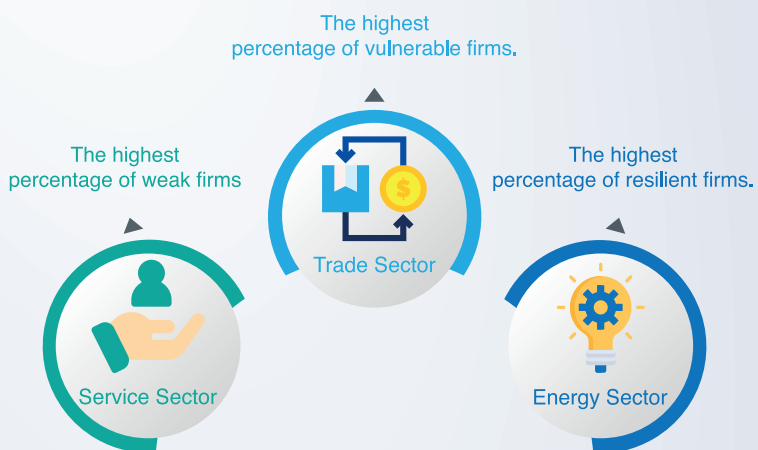 The highest
percentage of vulnerable firms.
The highest
percentage of weak firms
The highest
percentage of resilient firms.
$
Trade Sector
Service Sector
Energy Sector